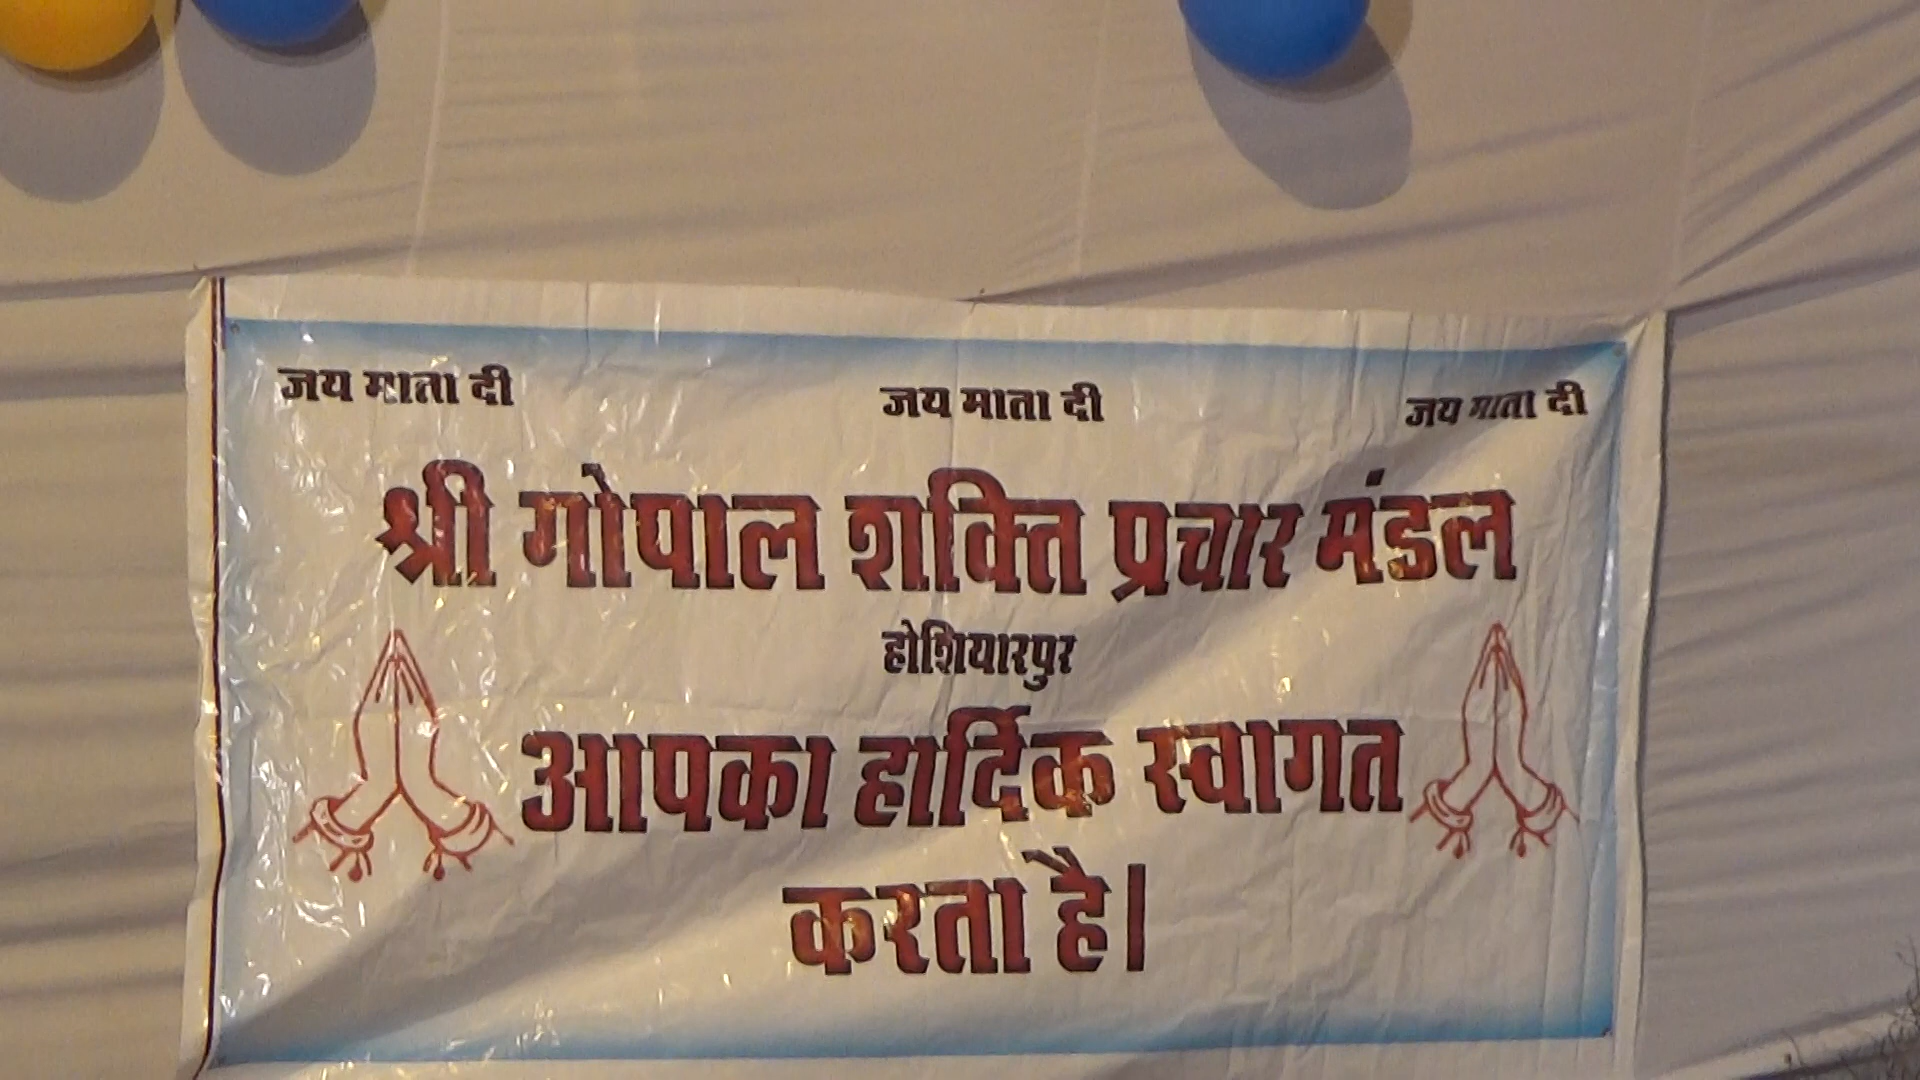 जय माता दी जय माता दी जय माता दी
श्री गोपाल शक्ति प्रचार मंडल
होशियारपुर
आपका हार्दिक स्वागत
करता है।